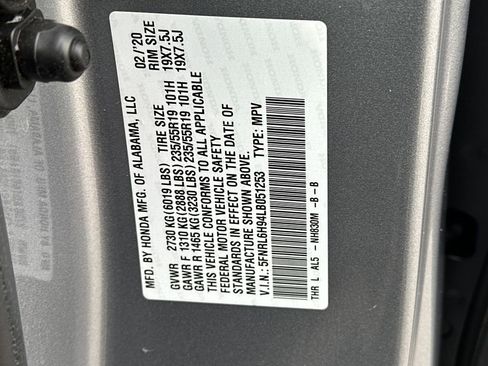 MFD. BY HONDA MFG. OF ALABAMA, LLC 02/'20
TIRE SIZE RIM SIZE
GVWR 2730 KG(6019 LBS)
GAWR F 1310 KG(2888 LBS) 235/55R19 101H 19X7.5J
GAWR R 1465 KG(3230 LBS) 235/55R19 101H 19X7.5J
THIS VEHICLE CONFORMS TO ALL APPLICABLE
FEDERAL MOTOR VEHICLE SAFETY
STANDARDS IN EFFECT ON THE DATE OF
MANUFACTURE SHOWN ABOVE.
V.I.N.: 5FNRL6H94LB051253 TYPE: MPV
THR L AL5 -NH830M -B -B